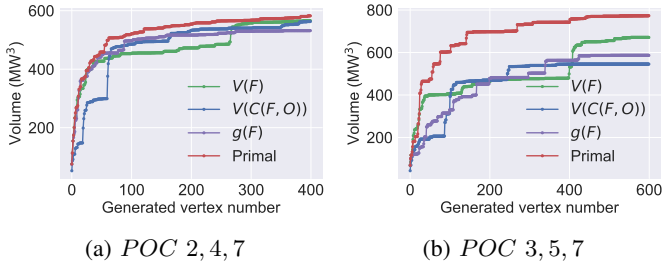 600
400
200
Volume (MW³)
V(F)
V(C(F, O))
g(F)
Primal
0
100
200
300
400
Generated vertex number
(a) POC 2, 4, 7
800
600
400
200
Volume (MW³)
V(F)
V(C(F, O))
g(F)
Primal
0
200
400
600
Generated vertex number
(b) POC 3, 5, 7